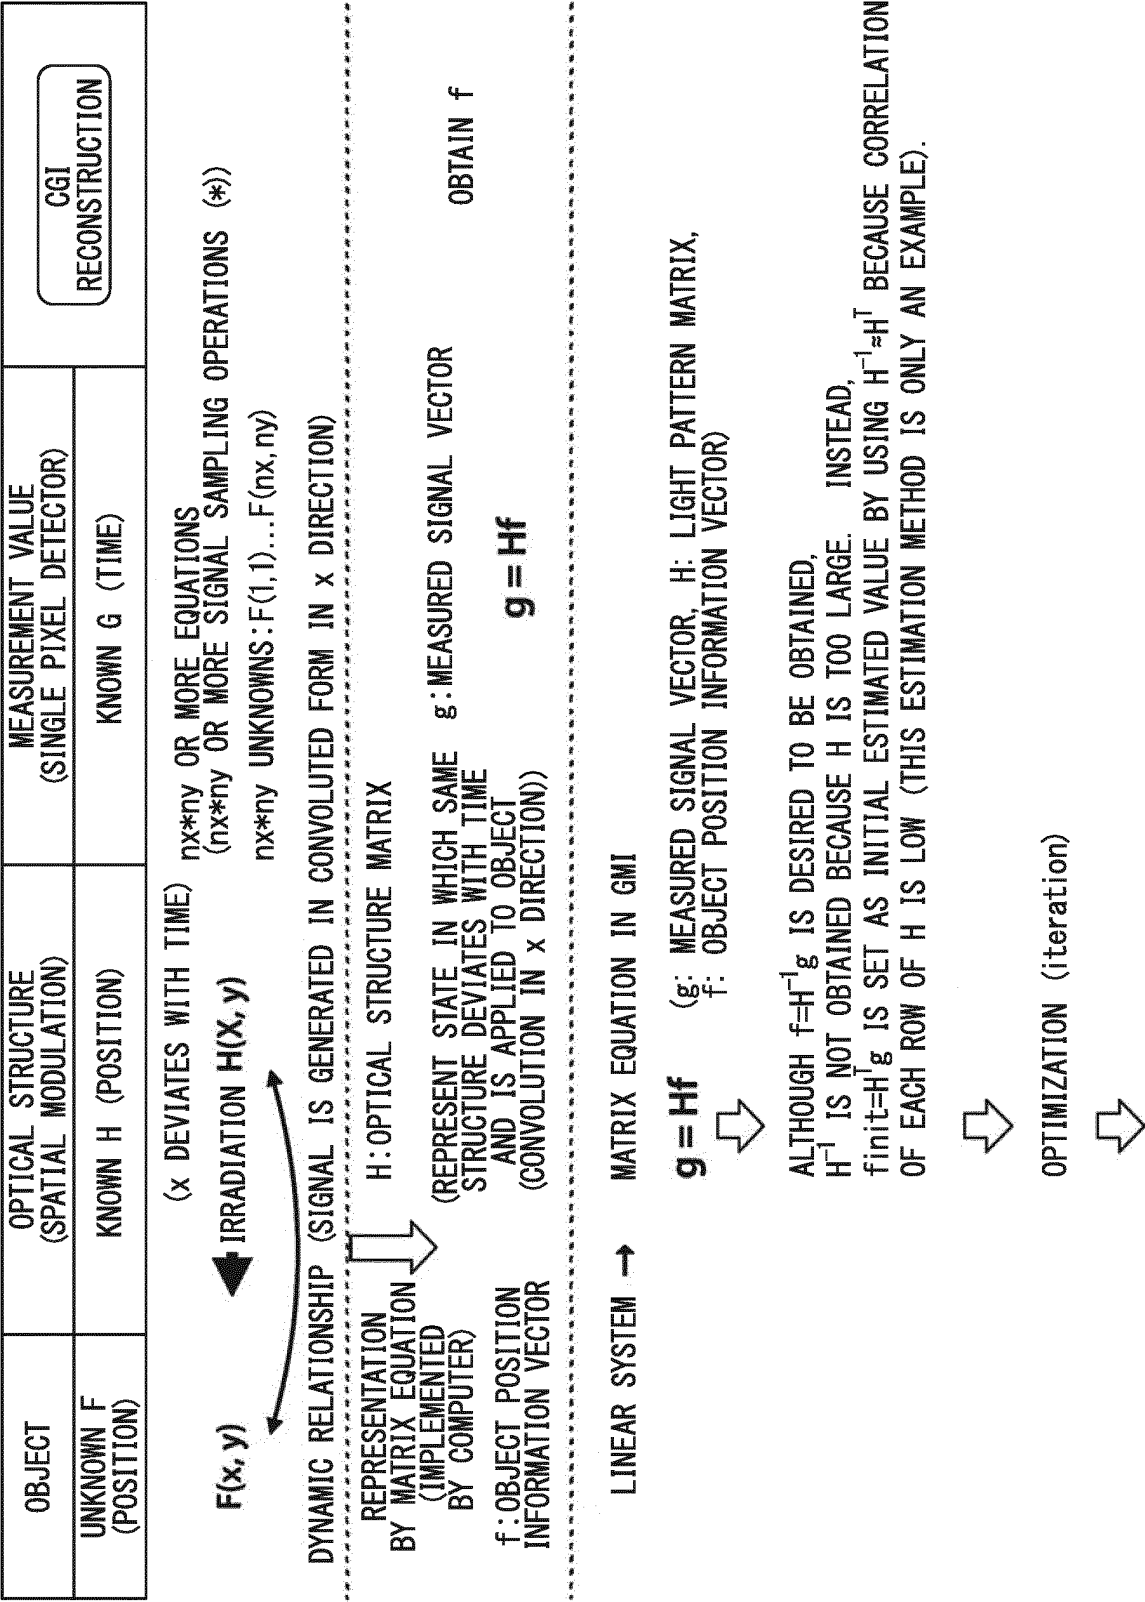 OBJECT
OPTICAL STRUCTURE
(SPATIAL MODULATION)
MEASUREMENT VALUE
(SINGLE PIXEL DETECTOR)
CGI
RECONSTRUCTION
UNKNOWN F
(POSITION)
KNOWN H (POSITION)
KNOWN G (TIME)
(x DEVIATES WITH TIME)
nx*ny OR MORE EQUATIONS
(nx*ny OR MORE SIGNAL SAMPLING OPERATIONS (*))
F(x, y)
IRRADIATION H(X, y)
nx*ny UNKNOWNS:F(1,1)...F(nx,ny)
DYNAMIC RELATIONSHIP (SIGNAL IS GENERATED IN CONVOLUTED FORM IN x DIRECTION)
REPRESENTATION
BY MATRIX EQUATION
(IMPLEMENTED
BY COMPUTER)
H:OPTICAL STRUCTURE MATRIX
(REPRESENT STATE IN WHICH SAME
STRUCTURE DEVIATES WITH TIME
AND IS APPLIED TO OBJECT
(CONVOLUTION IN x DIRECTION))
g:MEASURED SIGNAL VECTOR
OBTAIN f
f:OBJECT POSITION
INFORMATION VECTOR
g = Hf
LINEAR SYSTEM → MATRIX EQUATION IN GMI
g = Hf
(g: MEASURED SIGNAL VECTOR, H: LIGHT PATTERN MATRIX,
f: OBJECT POSITION INFORMATION VECTOR)
ALTHOUGH f=H⁻¹g IS DESIRED TO BE OBTAINED,
H⁻¹ IS NOT OBTAINED BECAUSE H IS TOO LARGE. INSTEAD,
finit=Hᵀg IS SET AS INITIAL ESTIMATED VALUE BY USING H⁻¹≈Hᵀ BECAUSE CORRELATION
OF EACH ROW OF H IS LOW (THIS ESTIMATION METHOD IS ONLY AN EXAMPLE).
OPTIMIZATION (iteration)